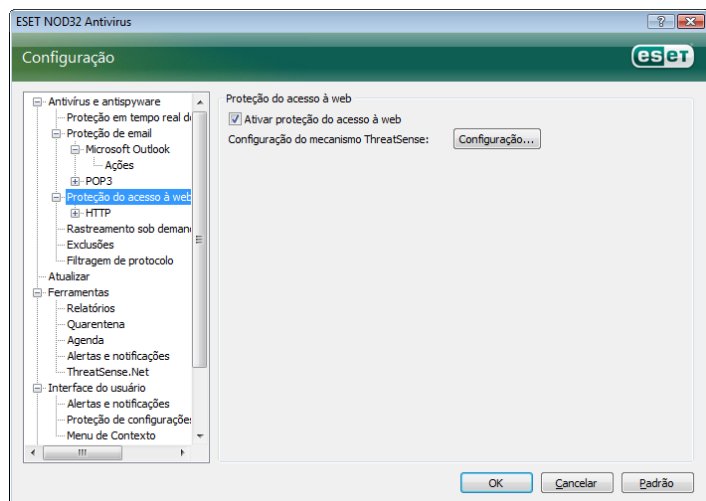 ESET NOD32 Antivirus
Configuração
eset
Antivírus e antispyware
Proteção em tempo real d
Proteção de email
Microsoft Outlook
Ações
POP3
Proteção do acesso à web
HTTP
Rastreamento sob deman
Exclusões
Filtragem de protocolo
Atualizar
Ferramentas
Relatórios
Quarentena
Agenda
Alertas e notificações
ThreatSense.Net
Interface do usuário
Alertas e notificações
Proteção de configurações
Menu de Contexto
Proteção do acesso à web
Ativar proteção do acesso à web
Configuração do mecanismo ThreatSense: Configuração...
OK Cancelar Padrão